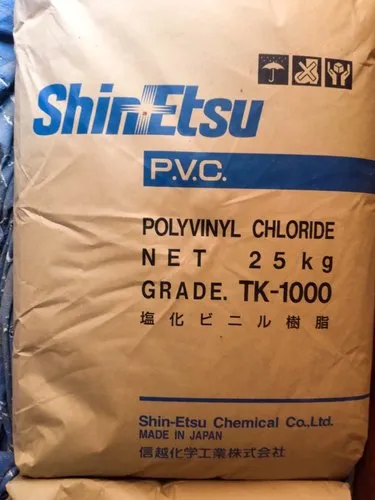 Shin-Etsu
P.V.C.
POLYVINYL CHLORIDE
NET 25kg
GRADE. TK-1000
塩化ビニル樹脂
Shin-Etsu Chemical Co.,Ltd.
MADE IN JAPAN
信越化学工業株式会社